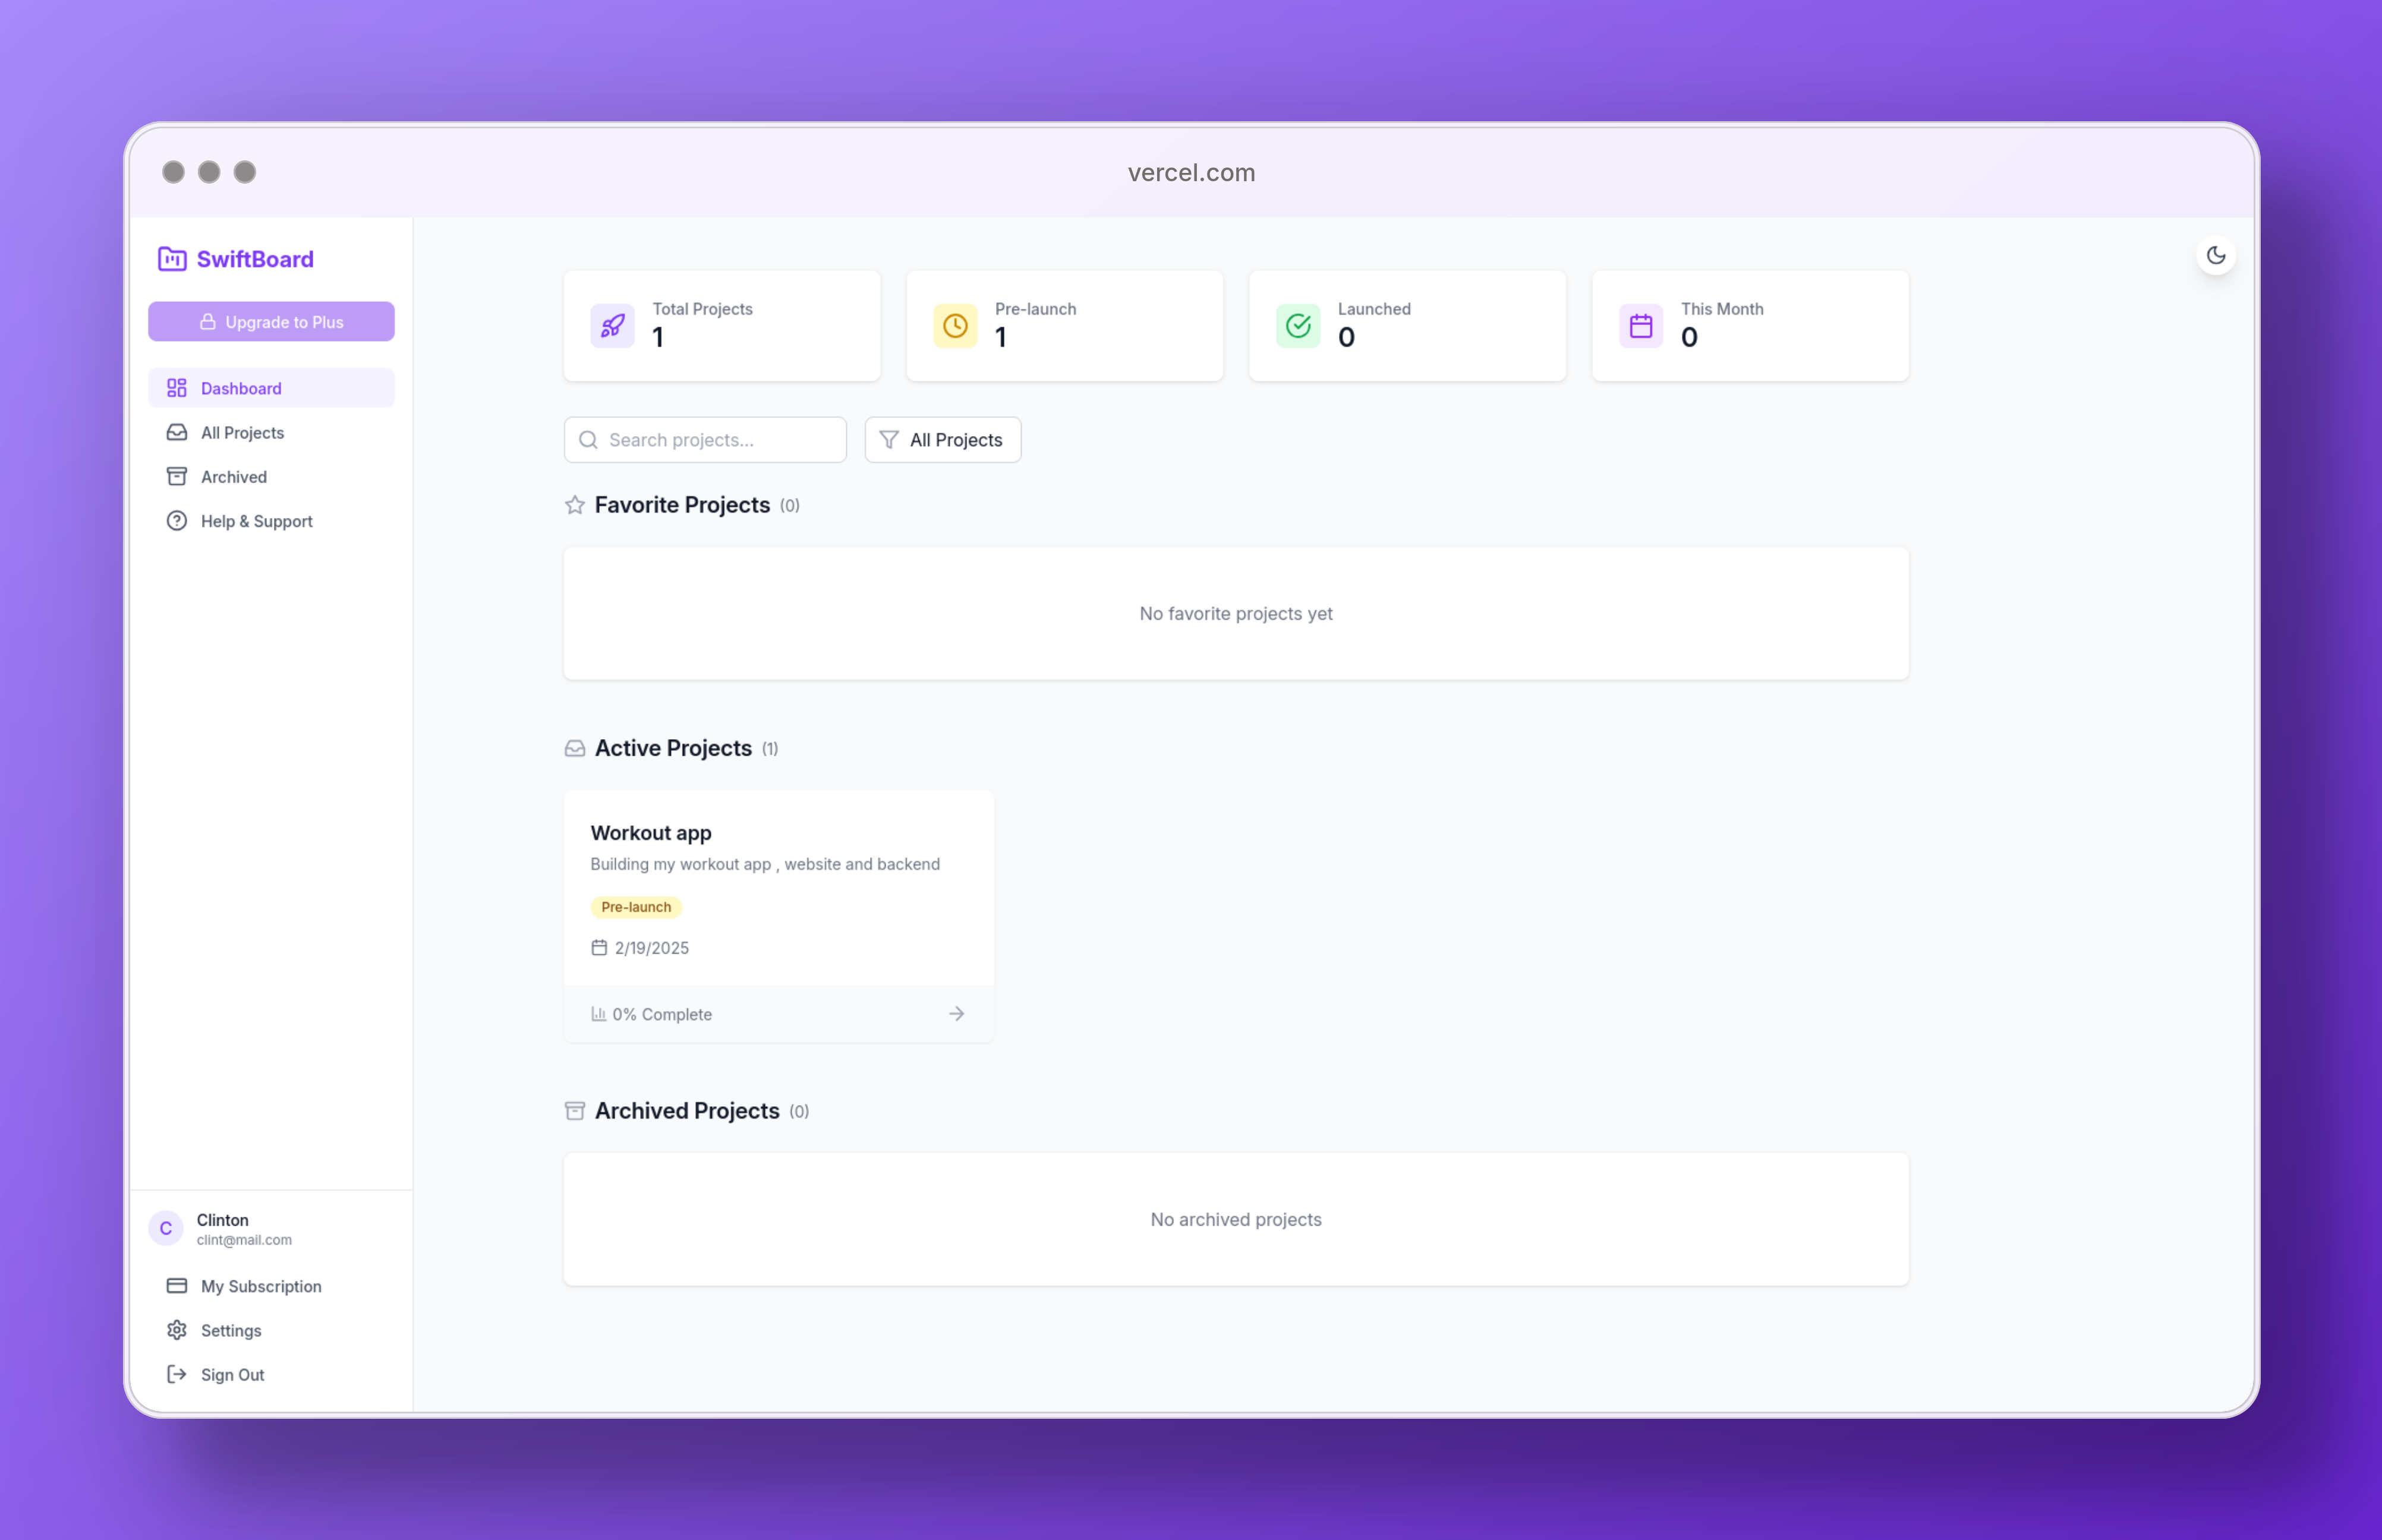 vercel.com
SwiftBoard
Upgrade to Plus
Dashboard
All Projects
Archived
Help & Support
Clinton
C
clint@mail.com
My Subscription
Settings
Sign Out
Total Projects
1
Pre-launch
1
Launched
0
This Month
0
Search projects...
All Projects
Favorite Projects (0)
No favorite projects yet
Active Projects (1)
Workout app
Building my workout app , website and backend
Pre-launch
2/19/2025
0% Complete
Archived Projects (0)
No archived projects